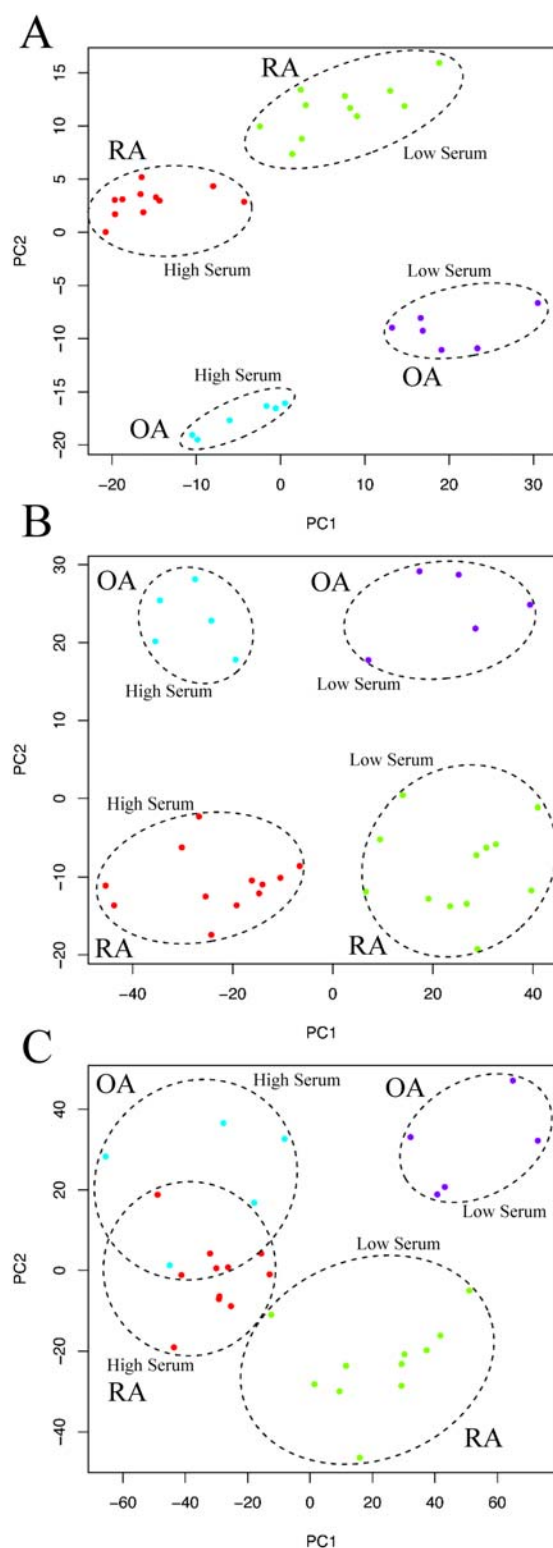 A
RA
Low Serum
RA
High Serum
Low Serum
OA
High Serum
OA
15
10
5
0
−5
−10
−15
−20
PC2
−20 −10 0 10 20 30
PC1
B
OA
High Serum
OA
Low Serum
Low Serum
High Serum
RA
RA
30
20
10
0
−10
−20
PC2
−40 −20 0 20 40
PC1
C
OA
High Serum
OA
Low Serum
Low Serum
High Serum
RA
RA
40
20
0
−20
−40
PC2
−60 −40 −20 0 20 40 60
PC1